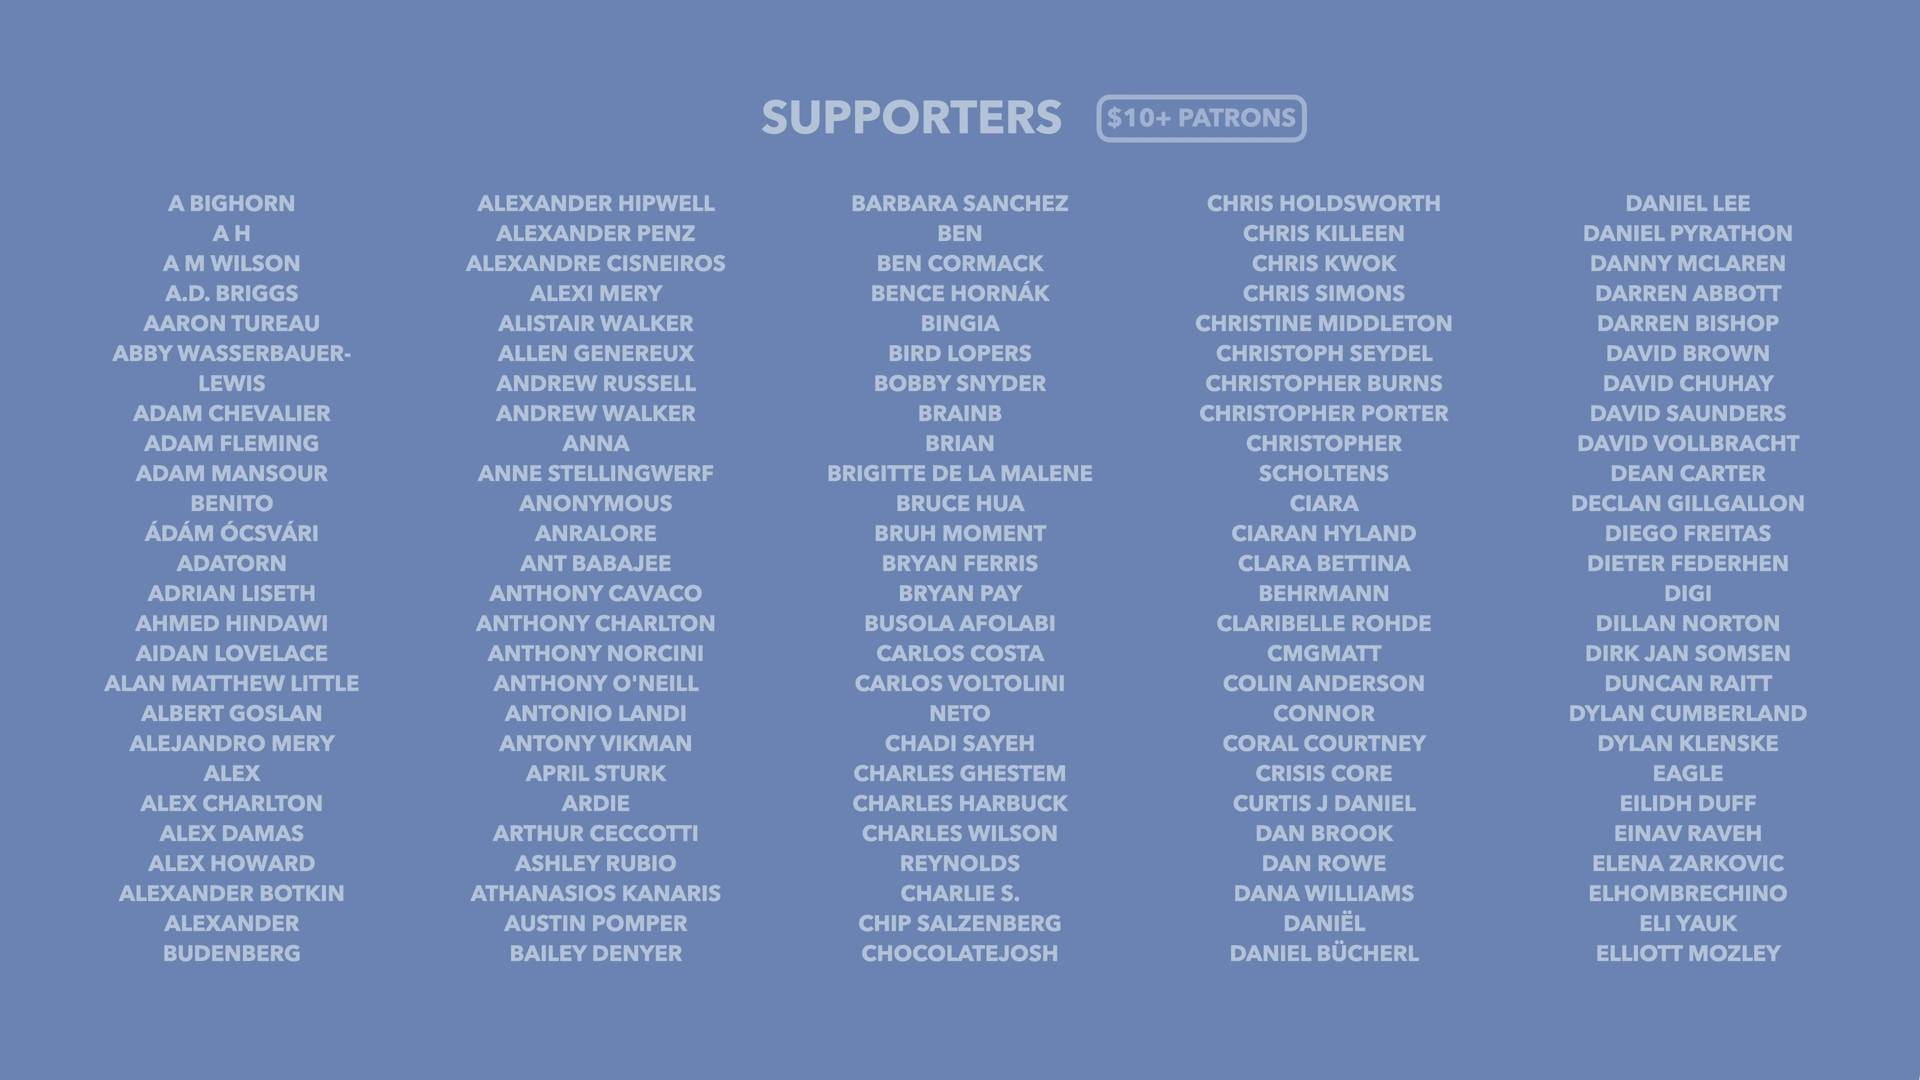 SUPPORTERS $10+ PATRONS
A BIGHORN
A H
A M WILSON
A.D. BRIGGS
AARON TUREAU
ABBY WASSERBAUER-
LEWIS
ADAM CHEVALIER
ADAM FLEMING
ADAM MANSOUR
BENITO
ÁDÁM ÓCSVÁRI
ADATORN
ADRIAN LISETH
AHMED HINDAWI
AIDAN LOVELACE
ALAN MATTHEW LITTLE
ALBERT GOSLAN
ALEJANDRO MERY
ALEX
ALEX CHARLTON
ALEX DAMAS
ALEX HOWARD
ALEXANDER BOTKIN
ALEXANDER
BUDENBERG
ALEXANDER HIPWELL
ALEXANDER PENZ
ALEXANDRE CISNEIROS
ALEXI MERY
ALISTAIR WALKER
ALLEN GENEREUX
ANDREW RUSSELL
ANDREW WALKER
ANNA
ANNE STELLINGWERF
ANONYMOUS
ANRALORE
ANT BABAJEE
ANTHONY CAVACO
ANTHONY CHARLTON
ANTHONY NORCINI
ANTHONY O'NEILL
ANTONIO LANDI
ANTONY VIKMAN
APRIL STURK
ARDIE
ARTHUR CECCOTTI
ASHLEY RUBIO
ATHANASIOS KANARIS
AUSTIN POMPER
BAILEY DENYER
BARBARA SANCHEZ
BEN
BEN CORMACK
BENCE HORNÁK
BINGIA
BIRD LOPERS
BOBBY SNYDER
BRAINB
BRIAN
BRIGITTE DE LA MALENE
BRUCE HUA
BRUH MOMENT
BRYAN FERRIS
BRYAN PAY
BUSOLA AFOLABI
CARLOS COSTA
CARLOS VOLTOLINI
NETO
CHADI SAYEH
CHARLES GHESTEM
CHARLES HARBUCK
CHARLES WILSON
REYNOLDS
CHARLIE S.
CHIP SALZENBERG
CHOCOLATEJOSH
CHRIS HOLDSWORTH
CHRIS KILLEEN
CHRIS KWOK
CHRIS SIMONS
CHRISTINE MIDDLETON
CHRISTOPH SEYDEL
CHRISTOPHER BURNS
CHRISTOPHER PORTER
CHRISTOPHER
SCHOLTENS
CIARA
CIARAN HYLAND
CLARA BETTINA
BEHRMANN
CLARIBELLE ROHDE
CMGMATT
COLIN ANDERSON
CONNOR
CORAL COURTNEY
CRISIS CORE
CURTIS J DANIEL
DAN BROOK
DAN ROWE
DANA WILLIAMS
DANIËL
DANIEL BÜCHERL
DANIEL LEE
DANIEL PYRATHON
DANNY MCLAREN
DARREN ABBOTT
DARREN BISHOP
DAVID BROWN
DAVID CHUHAY
DAVID SAUNDERS
DAVID VOLLBRACHT
DEAN CARTER
DECLAN GILLGALLON
DIEGO FREITAS
DIETER FEDERHEN
DIGI
DILLAN NORTON
DIRK JAN SOMSEN
DUNCAN RAITT
DYLAN CUMBERLAND
DYLAN KLENSKE
EAGLE
EILIDH DUFF
EINAV RAVEH
ELENA ZARKOVIC
ELHOMBRECHINO
ELI YAUK
ELLIOTT MOZLEY